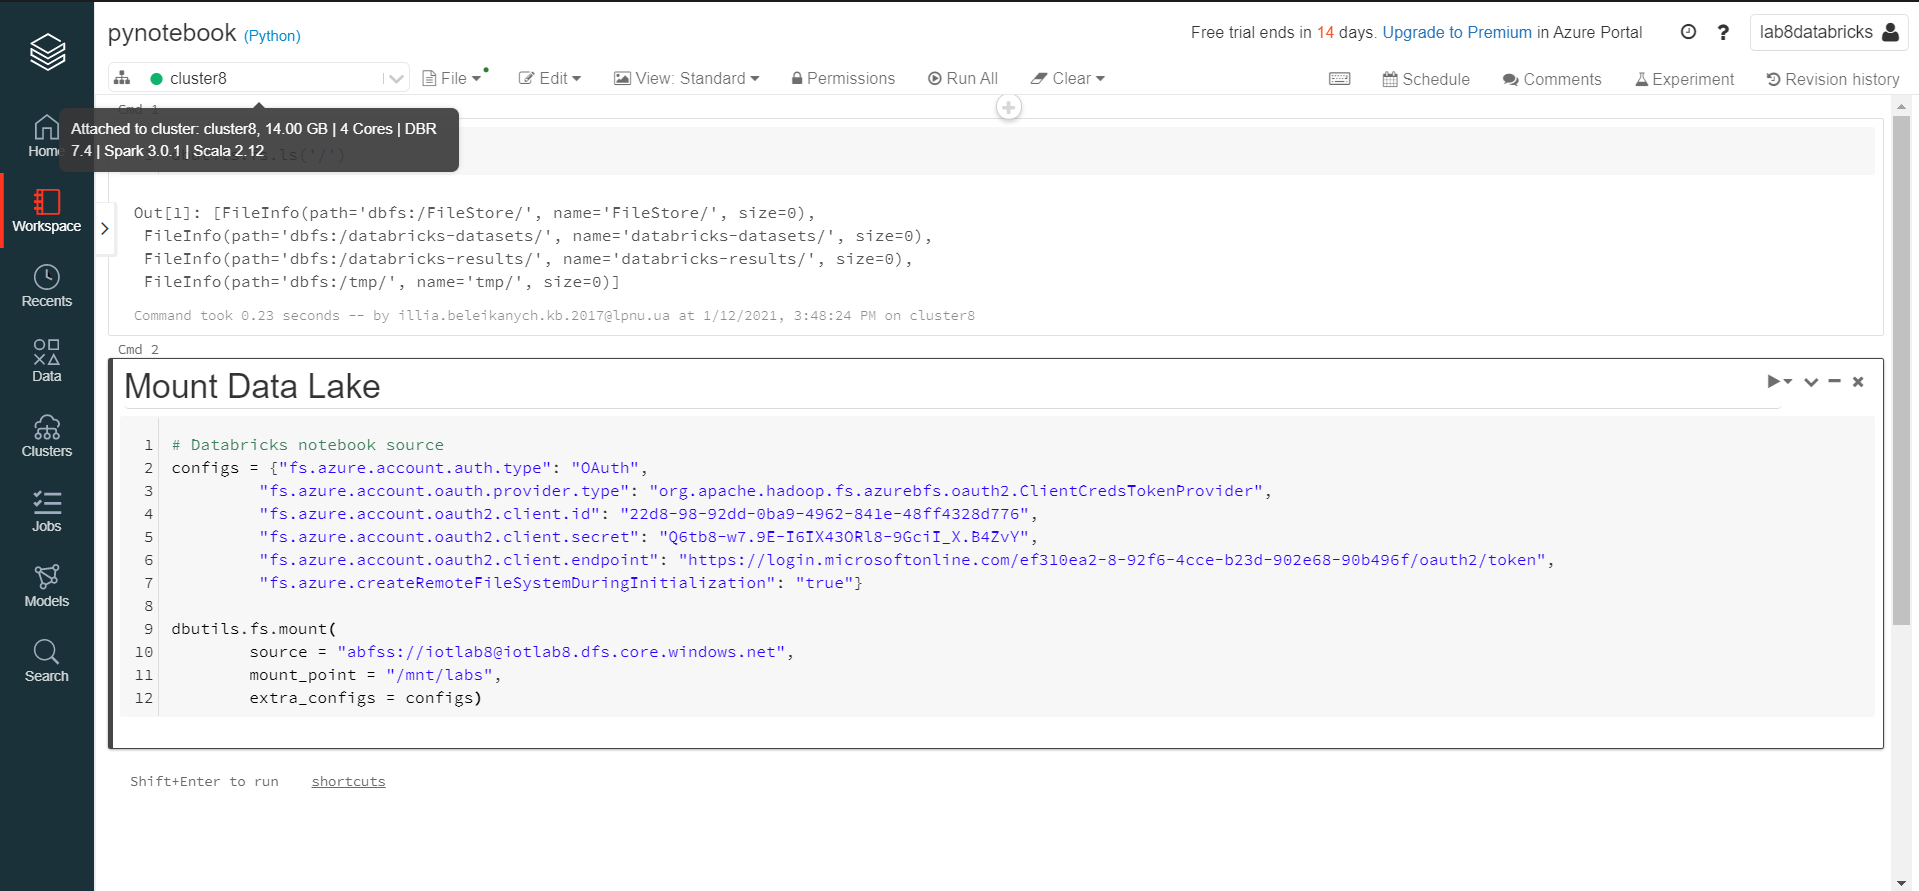 pynotebook (Python)
Free trial ends in 14 days. Upgrade to Premium in Azure Portal
? lab8databricks
cluster8
File
Edit
View: Standard
Permissions
Run All
Clear
Schedule
Comments
Experiment
Revision history
Home
Workspace
Recents
Data
Clusters
Jobs
Models
Search
Cmd 1
Attached to cluster: cluster8, 14.00 GB | 4 Cores | DBR
7.4 | Spark 3.0.1 | Scala 2.12
.ls('/')
Out[1]: [FileInfo(path='dbfs:/FileStore/', name='FileStore/', size=0),
FileInfo(path='dbfs:/databricks-datasets/', name='databricks-datasets/', size=0),
FileInfo(path='dbfs:/databricks-results/', name='databricks-results/', size=0),
FileInfo(path='dbfs:/tmp/', name='tmp/', size=0)]
Command took 0.23 seconds -- by illia.beleikanych.kb.2017@lpnu.ua at 1/12/2021, 3:48:24 PM on cluster8
Cmd 2
Mount Data Lake
1 # Databricks notebook source
2 configs = {"fs.azure.account.auth.type": "OAuth",
3 "fs.azure.account.oauth.provider.type": "org.apache.hadoop.fs.azurebfs.oauth2.ClientCredsTokenProvider",
4 "fs.azure.account.oauth2.client.id": "22d8-98-92dd-0ba9-4962-841e-48ff4328d776",
5 "fs.azure.account.oauth2.client.secret": "Q6tb8-w7.9E-I6IX43ORl8-9GciI_X.B4ZvY",
6 "fs.azure.account.oauth2.client.endpoint": "https://login.microsoftonline.com/ef310ea2-8-92f6-4cce-b23d-902e68-90b496f/oauth2/token",
7 "fs.azure.createRemoteFileSystemDuringInitialization": "true"}
8
9 dbutils.fs.mount(
10 source = "abfss://iotlab8@iotlab8.dfs.core.windows.net",
11 mount_point = "/mnt/labs",
12 extra_configs = configs)
Shift+Enter to run shortcuts